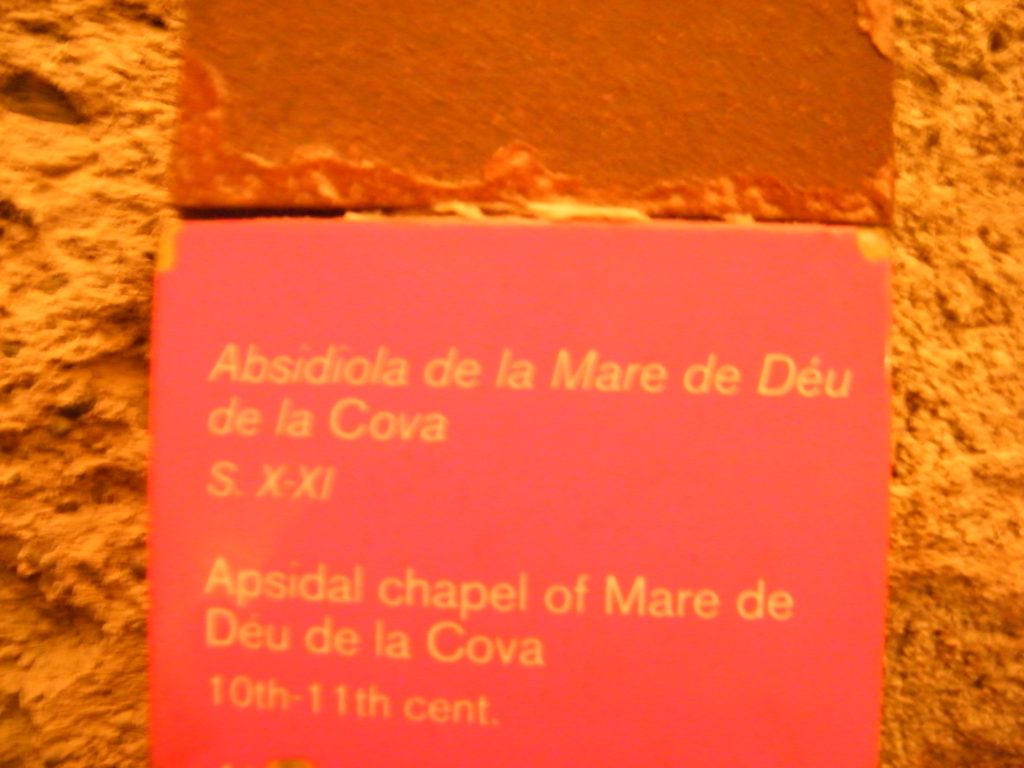 Absidiola de la Mare de Déu
de la Cova
S. X-XI
Apsidal chapel of Mare de
Déu de la Cova
10th-11th cent.